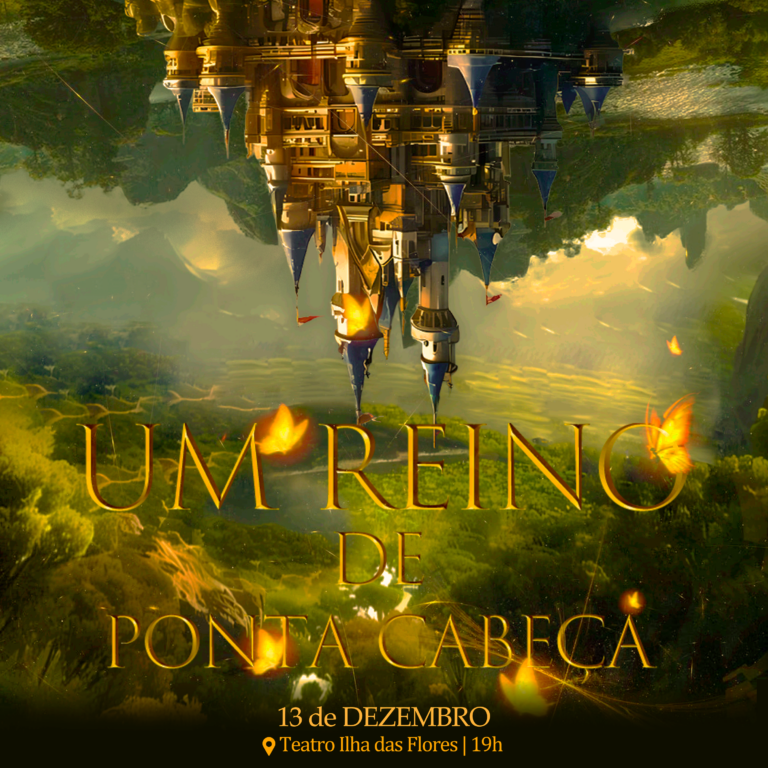 UM REINO
DE
PONTA CABEÇA
13 de DEZEMBRO
Teatro Ilha das Flores | 19h